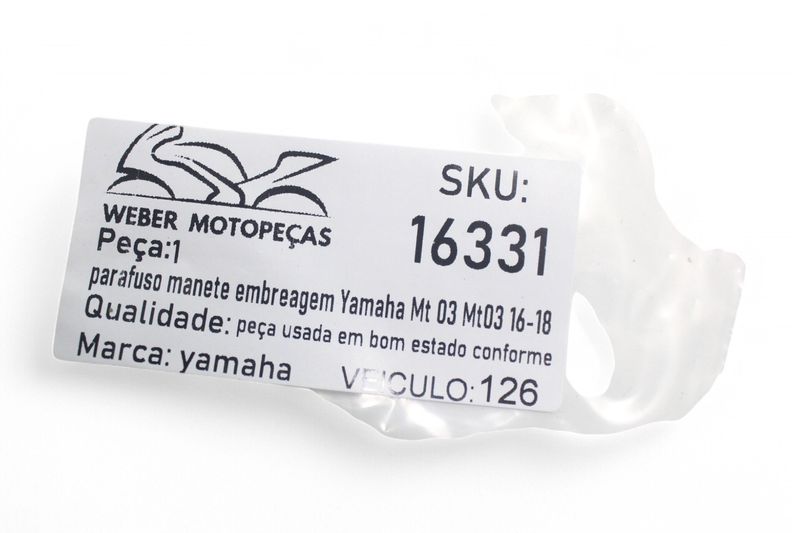 WEBER MOTOPEÇAS
SKU:
16331
Peça:1
parafuso manete embreagem Yamaha Mt 03 Mt03 16-18
Qualidade: peça usada em bom estado conforme
Marca: yamaha
VEICULO: 126